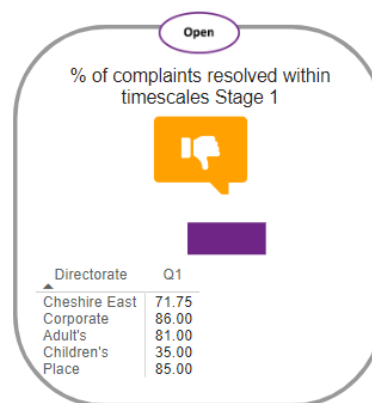 Open
% of complaints resolved within
timescales Stage 1
Directorate Q1
Cheshire East 71.75
Corporate 86.00
Adult's 81.00
Children's 35.00
Place 85.00